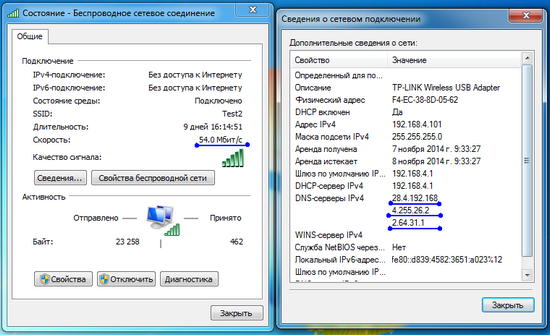 Состояние - Беспроводное сетевое соединение
Общие
Подключение
IPv4-подключение: Без доступа к Интернету
IPv6-подключение: Без доступа к Интернету
Состояние среды: Подключено
SSID: Test2
Длительность: 9 дней 16:14:51
Скорость: 54.0 Мбит/с
Качество сигнала:
Сведения... Свойства беспроводной сети
Активность
Отправлено Принято
Байт: 23 258 462
Свойства Отключить Диагностика
Закрыть
Сведения о сетевом подключении
Дополнительные сведения о сети:
Свойство Значение
Определенный для по...
Описание TP-LINK Wireless USB Adapter
Физический адрес F4-EC-38-8D-05-62
DHCP включен Да
Адрес IPv4 192.168.4.101
Маска подсети IPv4 255.255.255.0
Аренда получена 7 ноября 2014 г. 9:33:27
Аренда истекает 8 ноября 2014 г. 9:33:27
Шлюз по умолчанию IP... 192.168.4.1
DHCP-сервер IPv4 192.168.4.1
DNS-серверы IPv4 28.4.192.168
4.255.26.2
2.64.31.1
WINS-сервер IPv4
Служба NetBIOS через... Нет
Локальный IPv6-адрес... fe80::d839:4582:3651:a023%12
Шлюз по умолчанию IP...
Закрыть